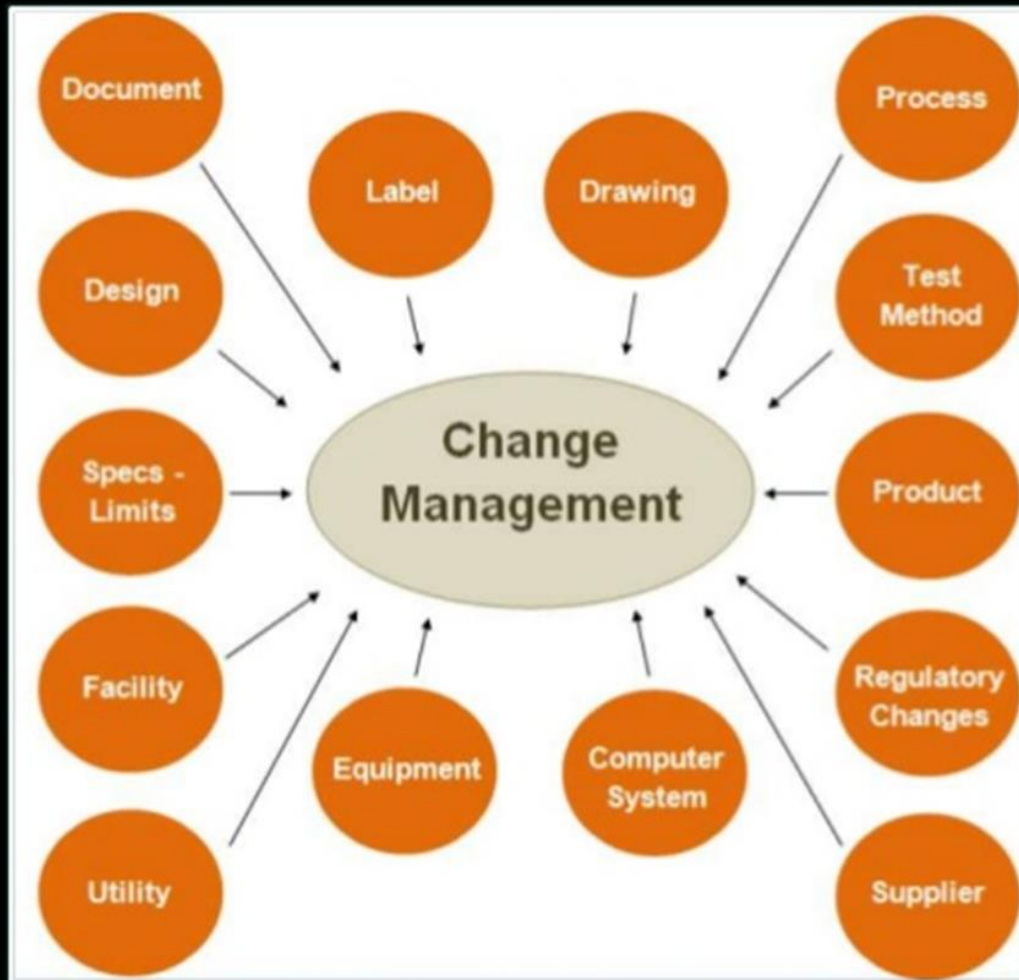 Document
Process
Label
Drawing
Design
Test
Method
Change
Management
Specs -
Limits
Product
Facility
Regulatory
Changes
Equipment
Computer
System
Utility
Supplier